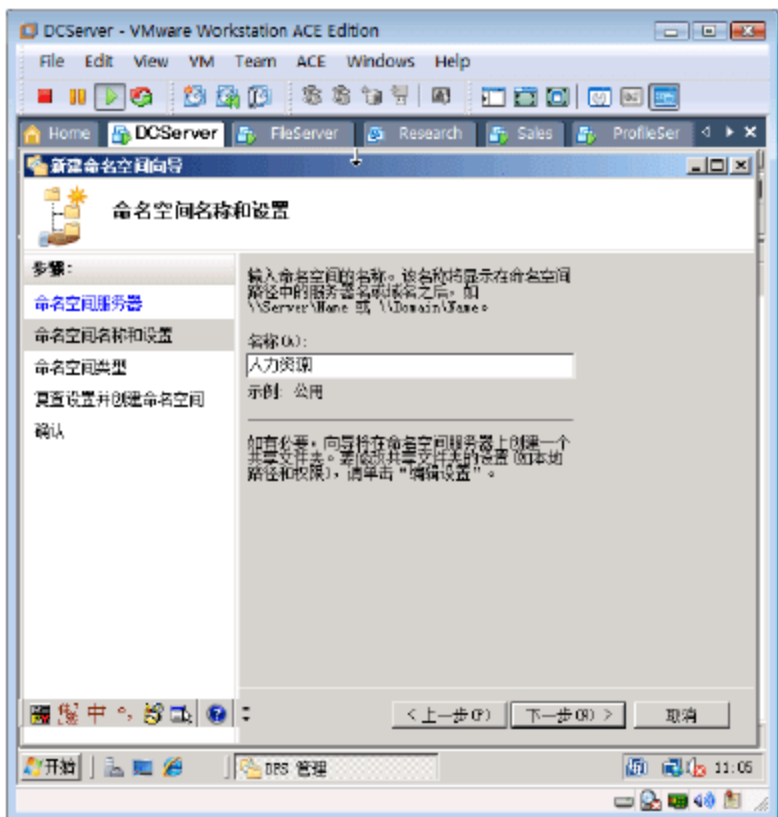 DCServer - VMware Workstation ACE Edition
File Edit View VM Team ACE Windows Help
Home DCServer FileServer Research Sales ProfileSer
新建命名空间向导
命名空间名称和设置
步骤:
命名空间服务器
命名空间名称和设置
命名空间类型
复查设置并创建命名空间
确认
输入命名空间的名称。该名称将显示在命名空间
路径中的服务器名或域名之后，如
\\Server\Name 或 \\Domain\Name。
名称(A):
人力资源
示例: 公用
如有必要，向导将在命名空间服务器上创建一个
共享文件夹。若修改共享文件夹的设置(如本地
路径和权限)，请单击“编辑设置”。
中
< 上一步(P) 下一步(N) > 取消
开始 DFS 管理 11:05